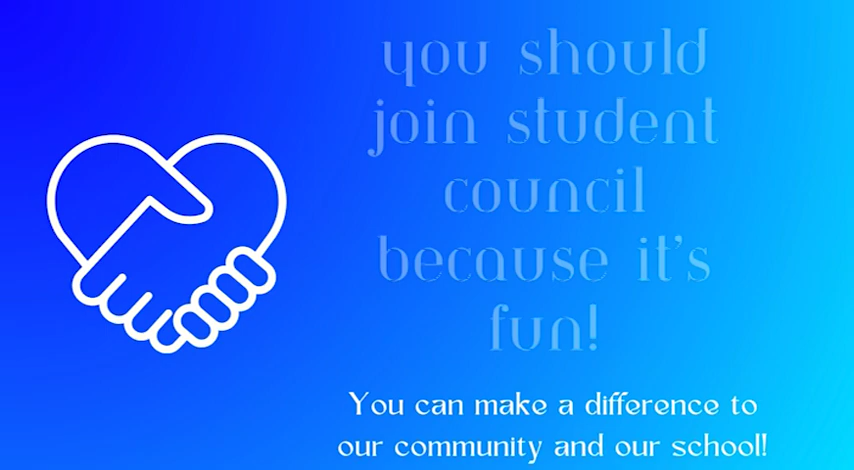 you should
join student
council
because it's
fun!
You can make a difference to
our community and our school!